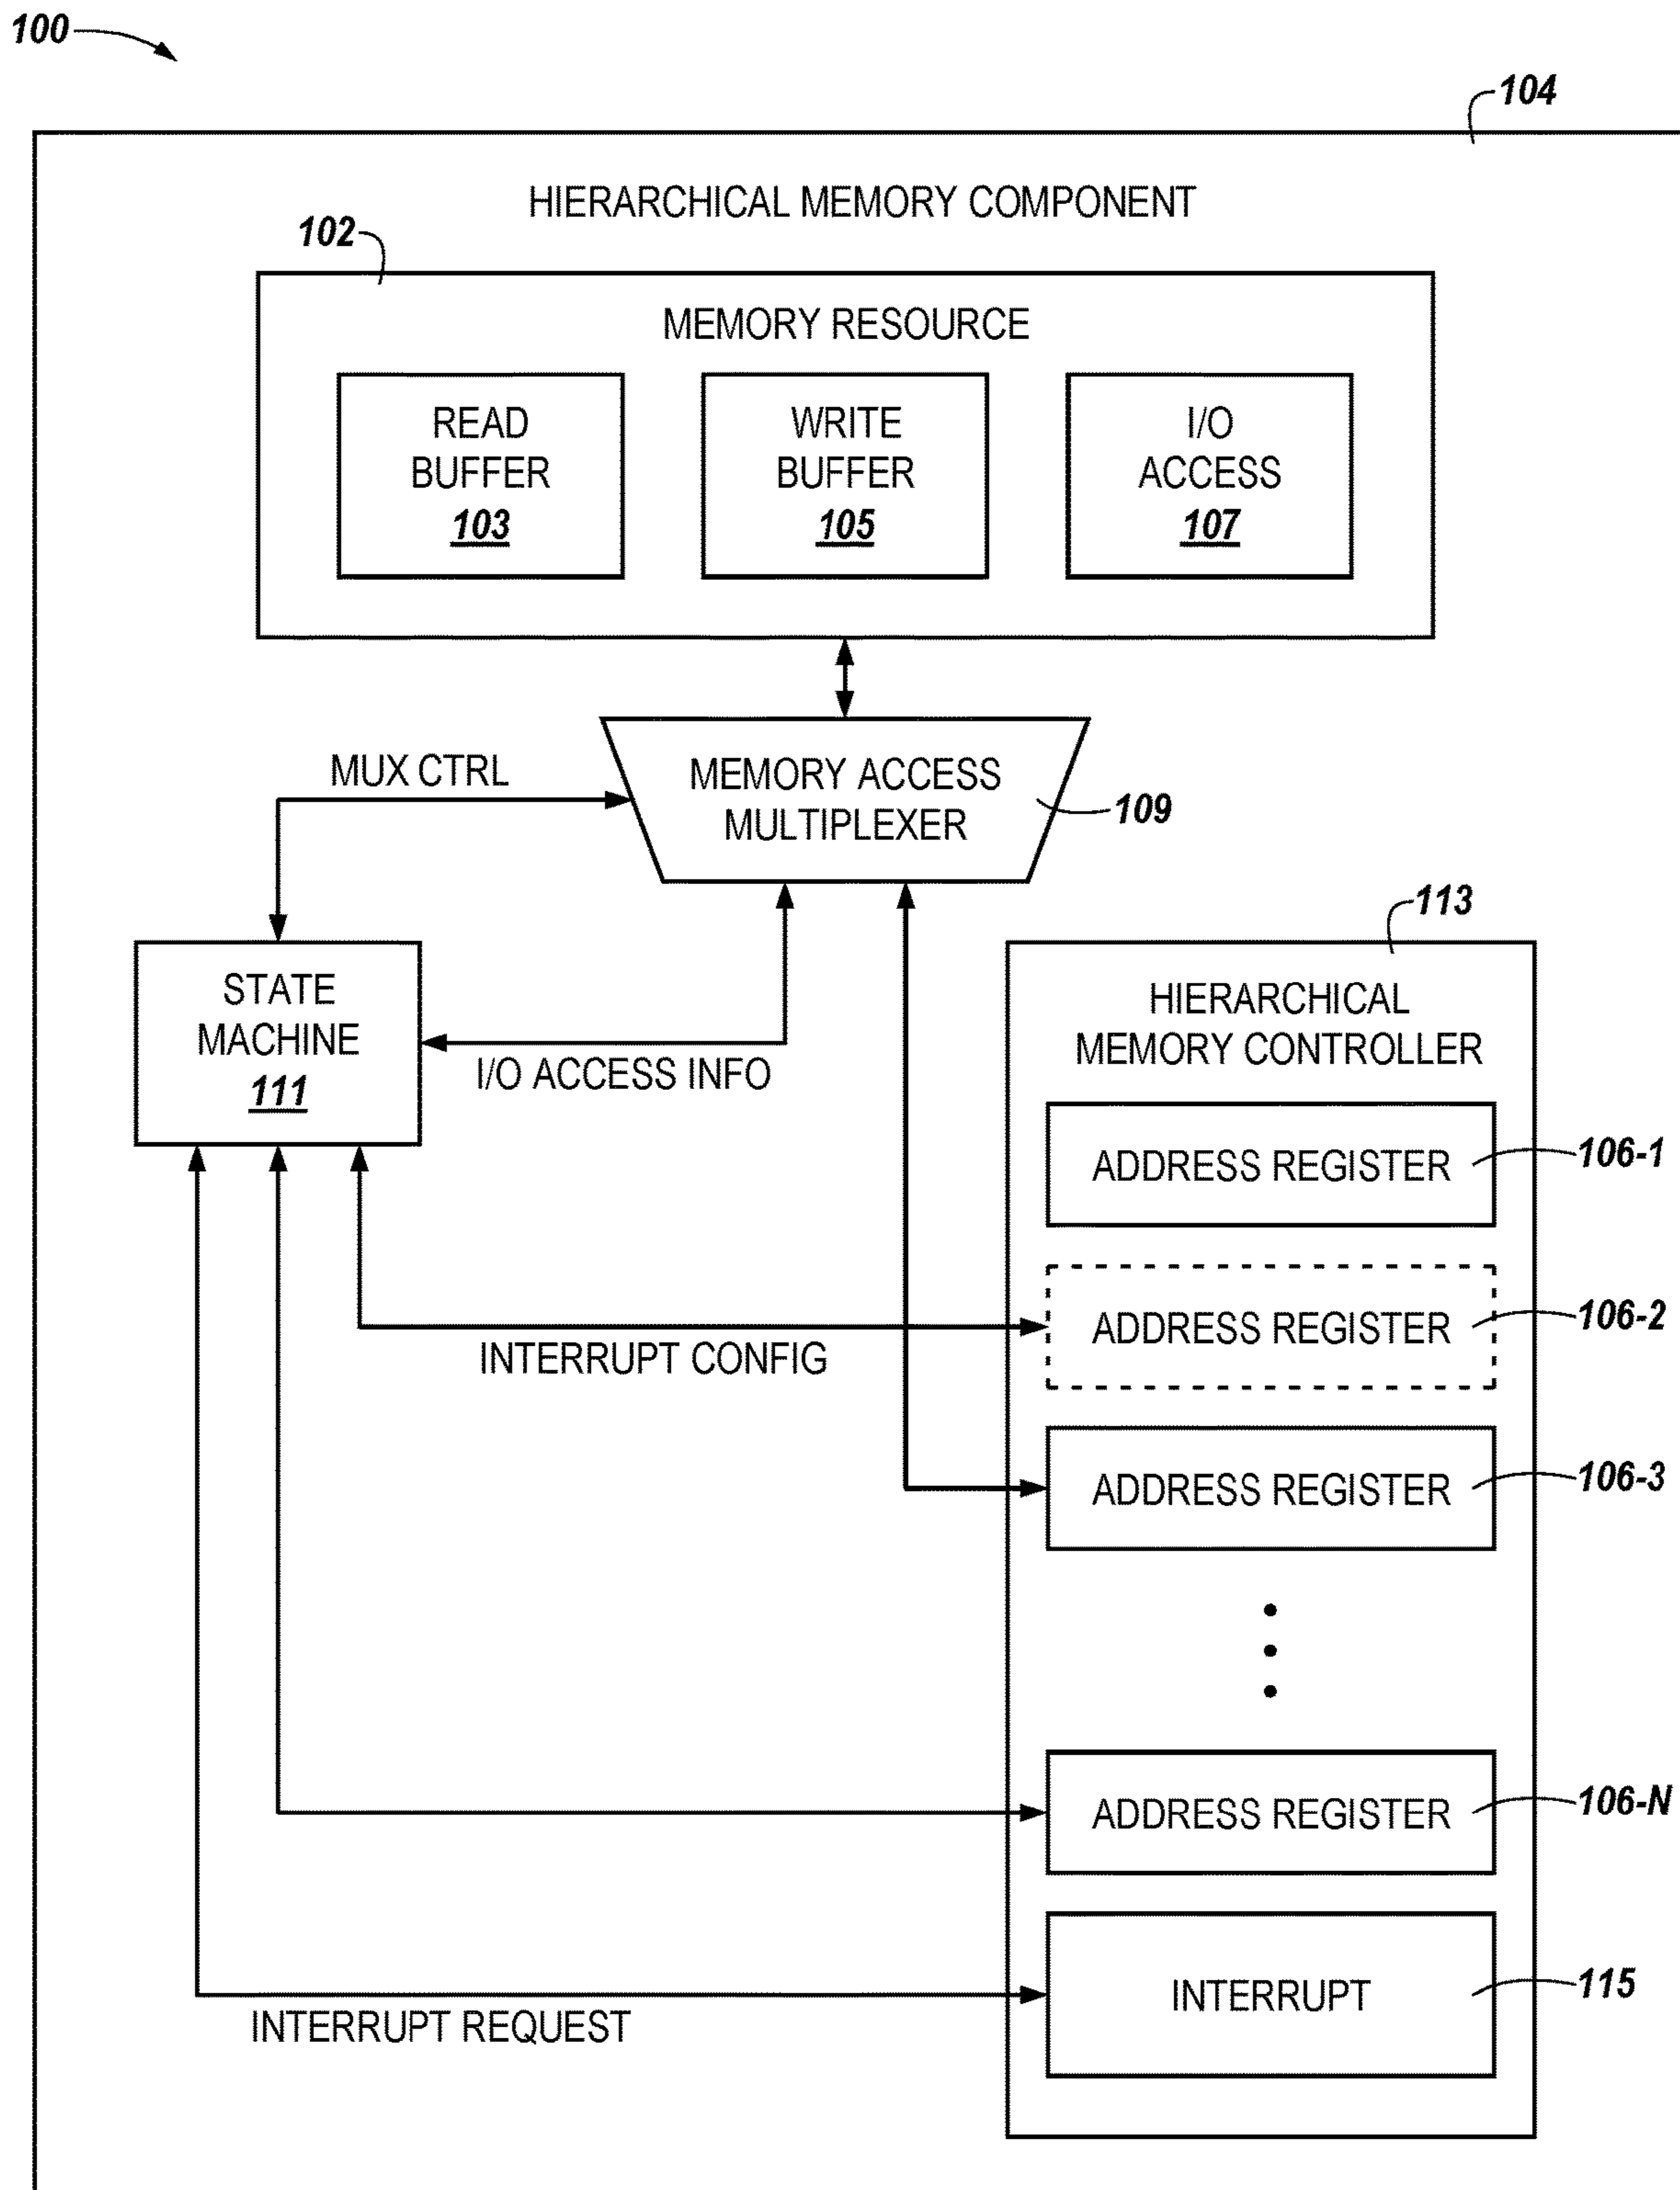 100
104
HIERARCHICAL MEMORY COMPONENT
102
MEMORY RESOURCE
READ
BUFFER
103
WRITE
BUFFER
105
I/O
ACCESS
107
MUX CTRL
MEMORY ACCESS
MULTIPLEXER
109
113
STATE
MACHINE
111
I/O ACCESS INFO
HIERARCHICAL
MEMORY CONTROLLER
ADDRESS REGISTER
106-1
ADDRESS REGISTER
106-2
INTERRUPT CONFIG
ADDRESS REGISTER
106-3
ADDRESS REGISTER
106-N
INTERRUPT
115
INTERRUPT REQUEST